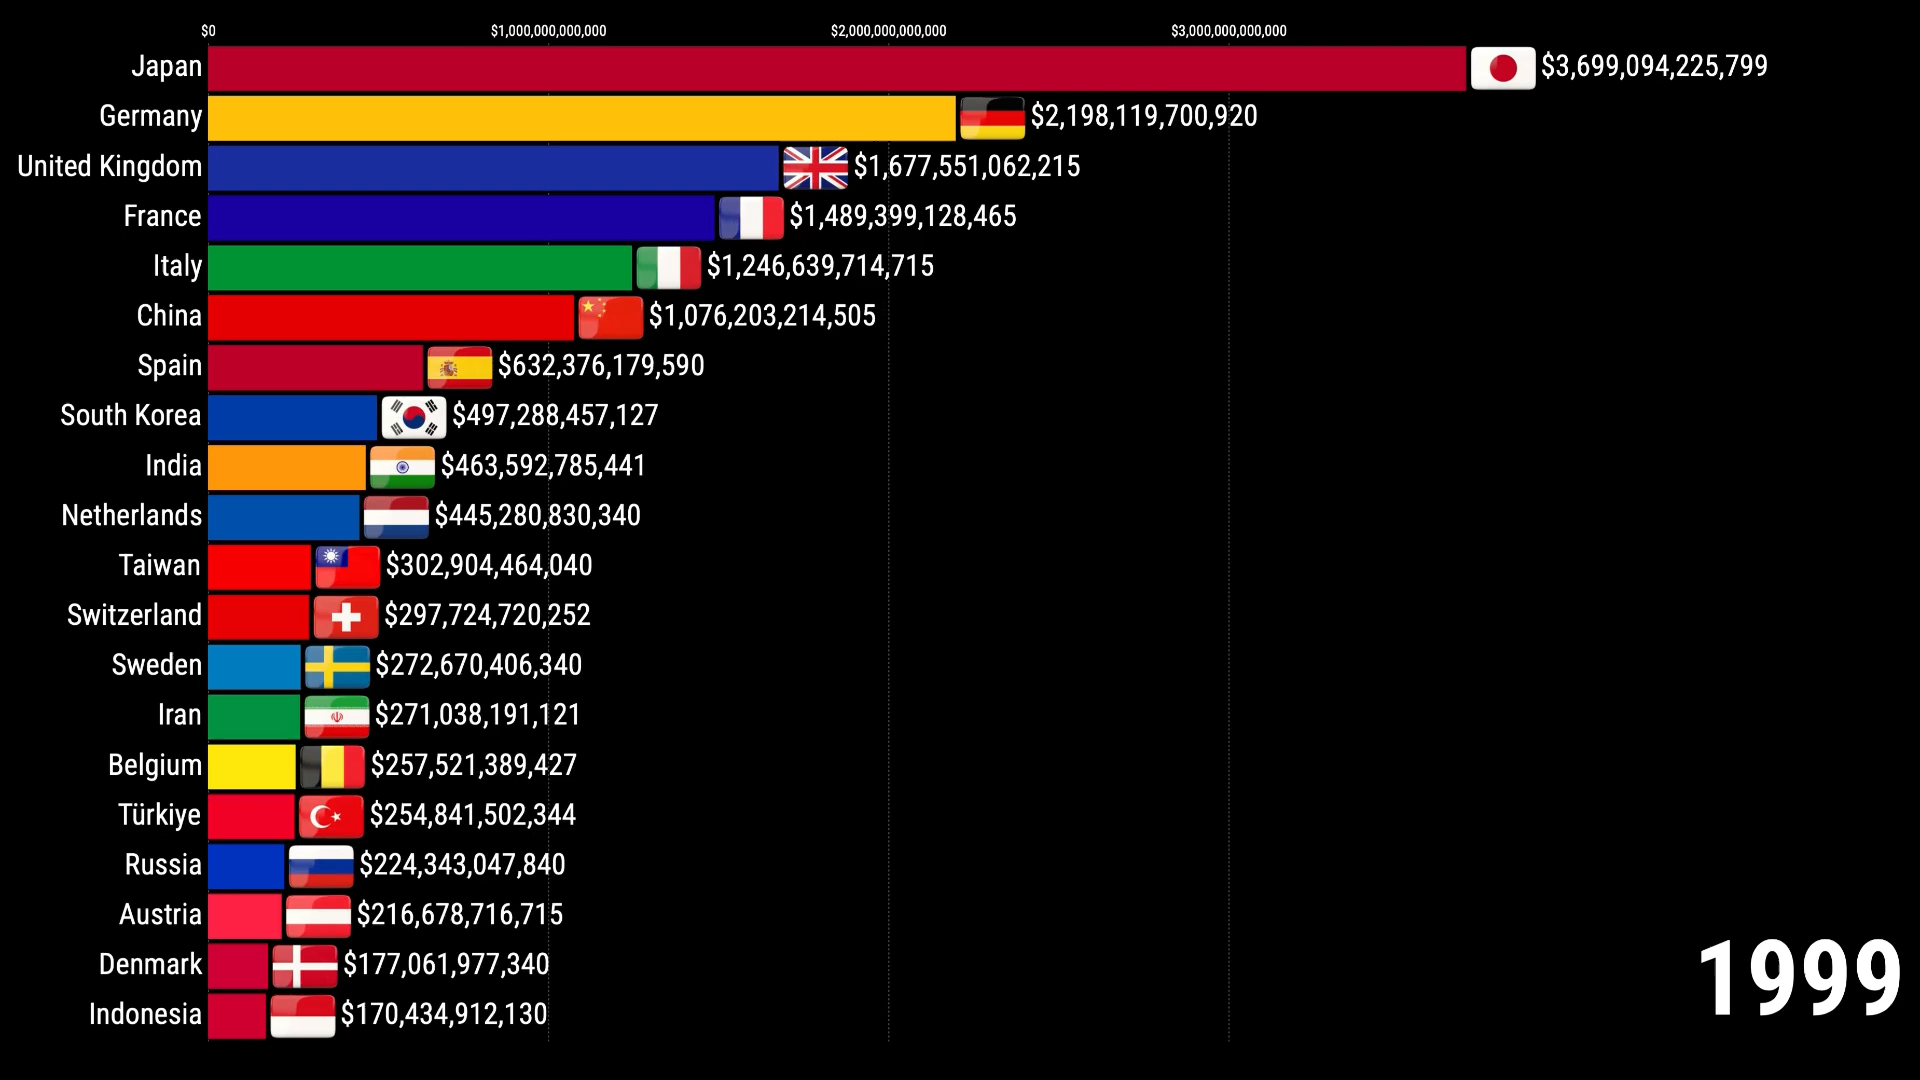 $0 $1,000,000,000,000 $2,000,000,000,000 $3,000,000,000,000
Japan $3,699,094,225,799
Germany $2,198,119,700,920
United Kingdom $1,677,551,062,215
France $1,489,399,128,465
Italy $1,246,639,714,715
China $1,076,203,214,505
Spain $632,376,179,590
South Korea $497,288,457,127
India $463,592,785,441
Netherlands $445,280,830,340
Taiwan $302,904,464,040
Switzerland $297,724,720,252
Sweden $272,670,406,340
Iran $271,038,191,121
Belgium $257,521,389,427
Türkiye $254,841,502,344
Russia $224,343,047,840
Austria $216,678,716,715
Denmark $177,061,977,340
Indonesia $170,434,912,130
1999